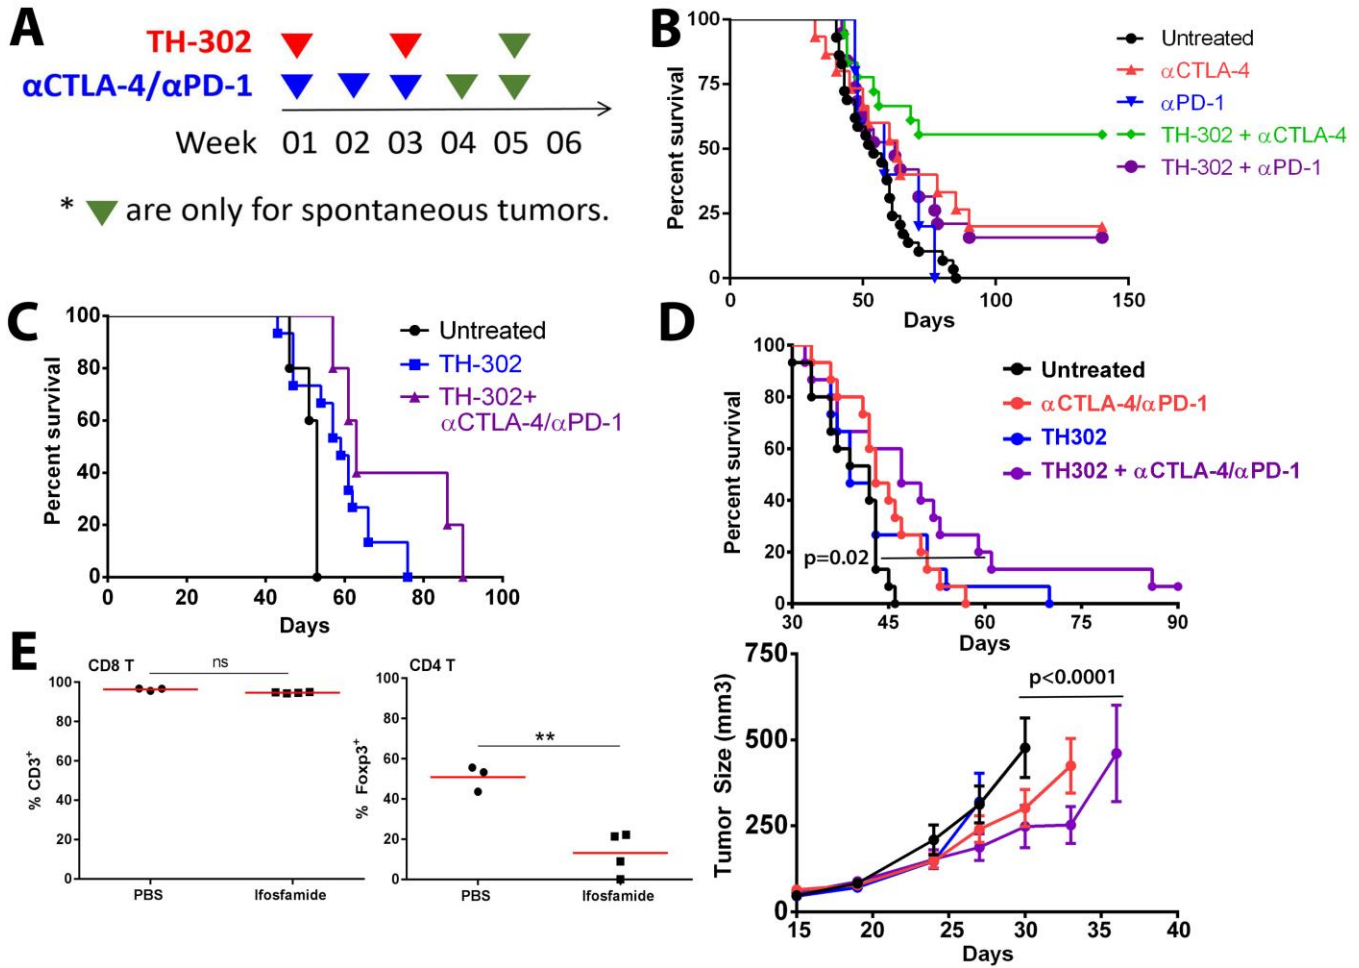 A
TH-302
αCTLA-4/αPD-1
Week 01 02 03 04 05 06
* are only for spontaneous tumors.
B
Percent survival
100
75
50
25
0
0 50 100 150
Days
Untreated
αCTLA-4
αPD-1
TH-302 + αCTLA-4
TH-302 + αPD-1
C
Percent survival
100
80
60
40
20
0
0 20 40 60 80 100
Days
Untreated
TH-302
TH-302+
αCTLA-4/αPD-1
D
Percent survival
100
80
60
40
20
0
p=0.02
30 45 60 75 90
Days
Untreated
αCTLA-4/αPD-1
TH302
TH302 + αCTLA-4/αPD-1
E
CD8 T
ns
% CD3+
100
80
60
40
20
0
PBS Ifosfamide
CD4 T
**
% Foxp3+
100
80
60
40
20
0
PBS Ifosfamide
Tumor Size (mm3)
750
500
250
0
p<0.0001
15 20 25 30 35 40
Days